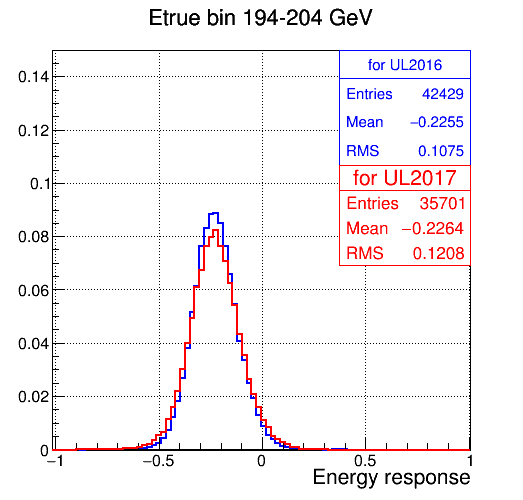 Etrue bin 194-204 GeV
for UL2016
Entries 42429
Mean −0.2255
RMS 0.1075
for UL2017
Entries 35701
Mean −0.2264
RMS 0.1208
0.14
0.12
0.1
0.08
0.06
0.04
0.02
0
−1 −0.5 0 0.5 1
Energy response